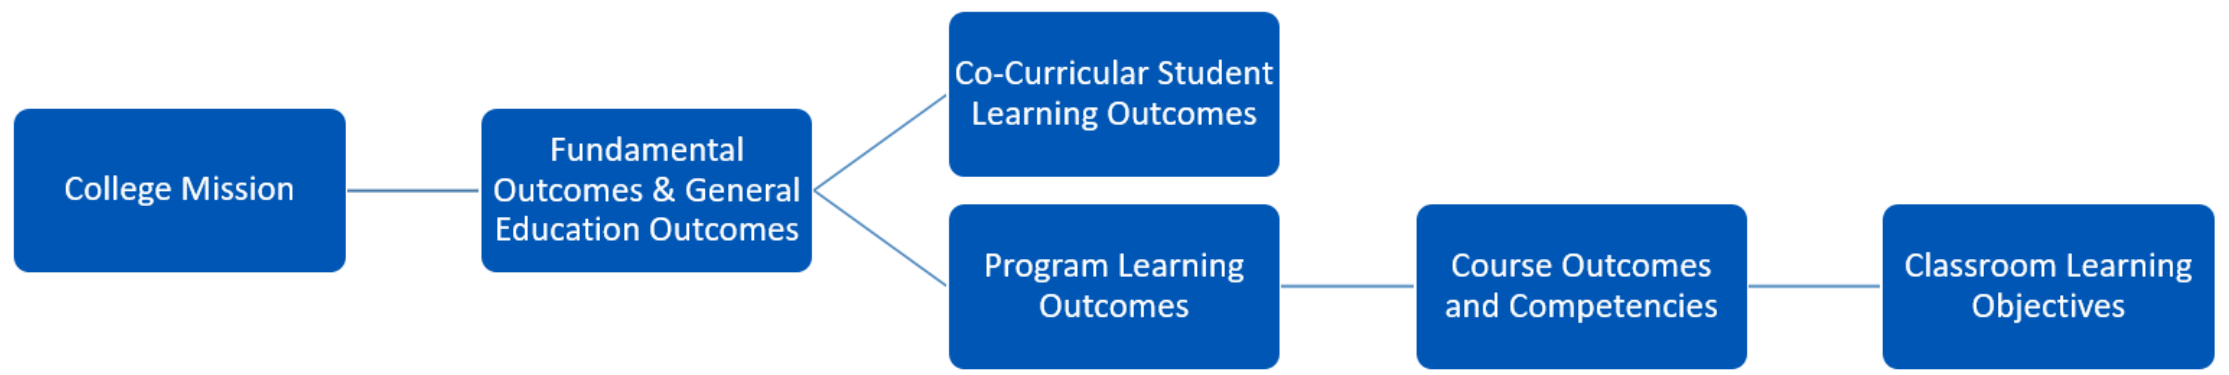 College Mission
Fundamental
Outcomes & General
Education Outcomes
Co-Curricular Student
Learning Outcomes
Program Learning
Outcomes
Course Outcomes
and Competencies
Classroom Learning
Objectives